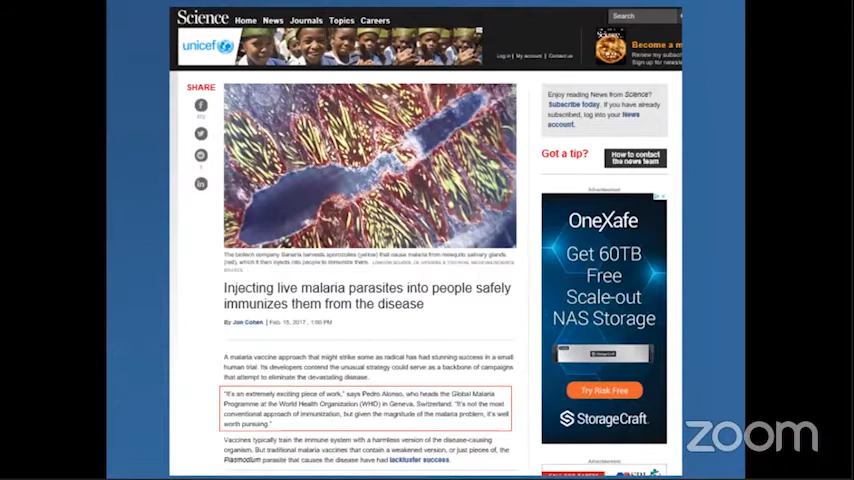 Science Home News Journals Topics Careers
Search
unicef
Log in | My account | Contact us
Become a m
Renew my subscription
Sign up for newsle
SHARE
The biotech company Sanaria harvests sporozoites (yellow) that cause malaria from mosquito salivary glands
(red), which it then injects into people to immunize them.
Injecting live malaria parasites into people safely
immunizes them from the disease
By Jon Cohen | Feb. 15, 2017 , 1:00 PM
A malaria vaccine approach that might strike some as radical has had stunning success in a small
human trial. Its developers contend the unusual strategy could serve as a backbone of campaigns
that attempt to eliminate the devastating disease.
"It's an extremely exciting piece of work," says Pedro Alonso, who heads the Global Malaria
Programme at the World Health Organization (WHO) in Geneva, Switzerland. "It's not the most
conventional approach of immunization, but given the magnitude of the malaria problem, it's well
worth pursuing."
Vaccines typically train the immune system with a harmless version of the disease-causing
organism. But traditional malaria vaccines that contain a weakened version, or just pieces of, the
Plasmodium parasite that causes the disease have had lackluster success.
Enjoy reading News from Science?
Subscribe today. If you have already
subscribed, log into your News
account.
Got a tip?
How to contact
the news team
Advertisement
OneXafe
Get 60TB
Free
Scale-out
NAS Storage
Try Risk Free
StorageCraft
Advertisement
zoom